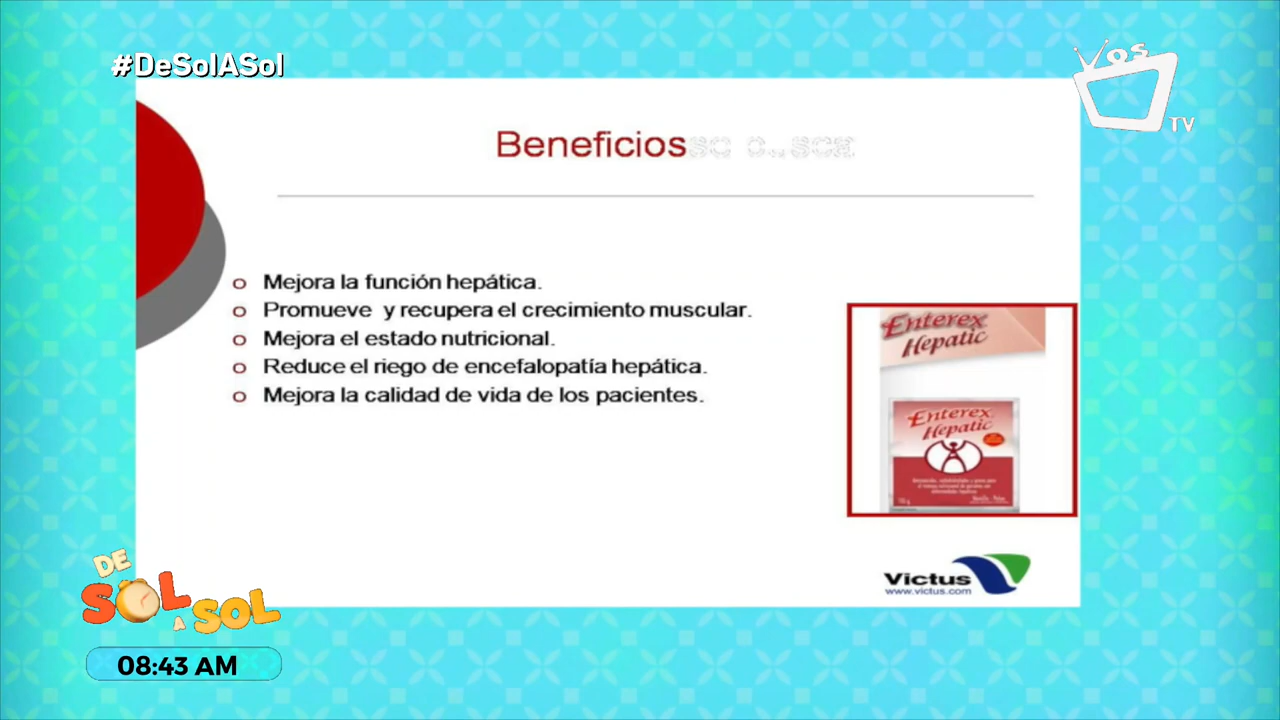 #DeSolASol
VOS
TV
Beneficios
o Mejora la función hepática.
o Promueve y recupera el crecimiento muscular.
o Mejora el estado nutricional.
o Reduce el riego de encefalopatía hepática.
o Mejora la calidad de vida de los pacientes.
Enterex
Hepatic
Enterex
Hepatic
Victus
www.victus.com
DE
SOL
A SOL
08:43 AM